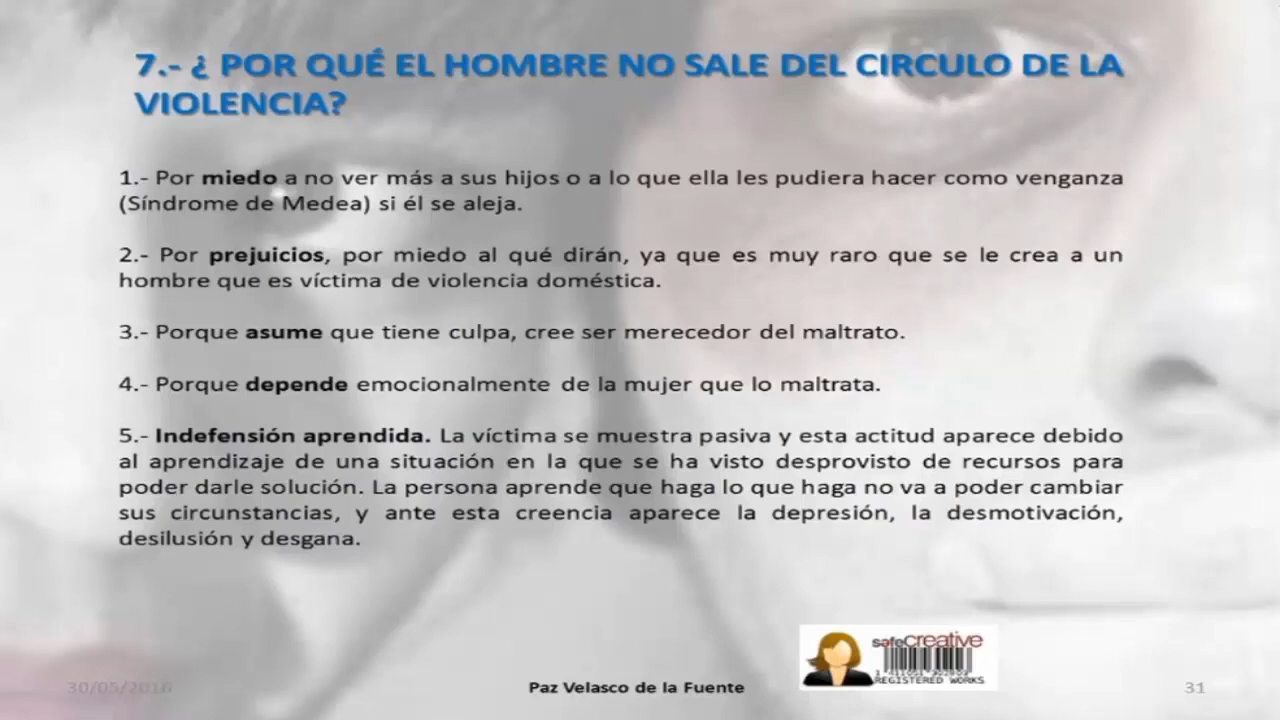 7.- ¿ POR QUÉ EL HOMBRE NO SALE DEL CIRCULO DE LA
VIOLENCIA?
1.- Por miedo a no ver más a sus hijos o a lo que ella les pudiera hacer como venganza
(Síndrome de Medea) si él se aleja.
2.- Por prejuicios, por miedo al qué dirán, ya que es muy raro que se le crea a un
hombre que es víctima de violencia doméstica.
3.- Porque asume que tiene culpa, cree ser merecedor del maltrato.
4.- Porque depende emocionalmente de la mujer que lo maltrata.
5.- Indefensión aprendida. La víctima se muestra pasiva y esta actitud aparece debido
al aprendizaje de una situación en la que se ha visto desprovisto de recursos para
poder darle solución. La persona aprende que haga lo que haga no va a poder cambiar
sus circunstancias, y ante esta creencia aparece la depresión, la desmotivación,
desilusión y desgana.
safecreative
REGISTERED WORKS
30/05/2016
Paz Velasco de la Fuente
31